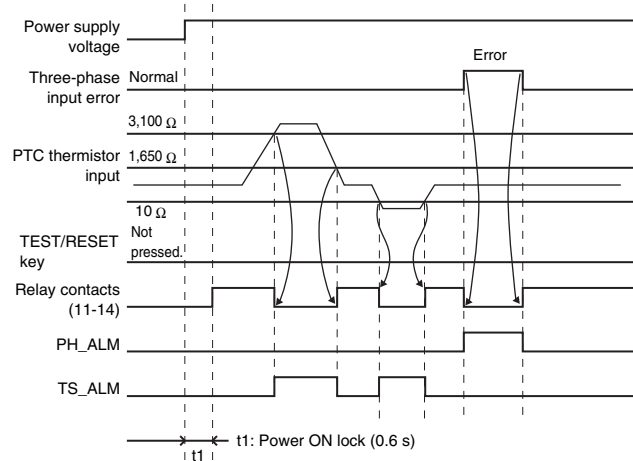 Power supply
voltage
Error
Three-phase
input error
Normal
3,100 Ω
PTC thermistor
input
1,650 Ω
10 Ω
TEST/RESET
key
Not
pressed.
Relay contacts
(11-14)
PH_ALM
TS_ALM
t1: Power ON lock (0.6 s)
t1